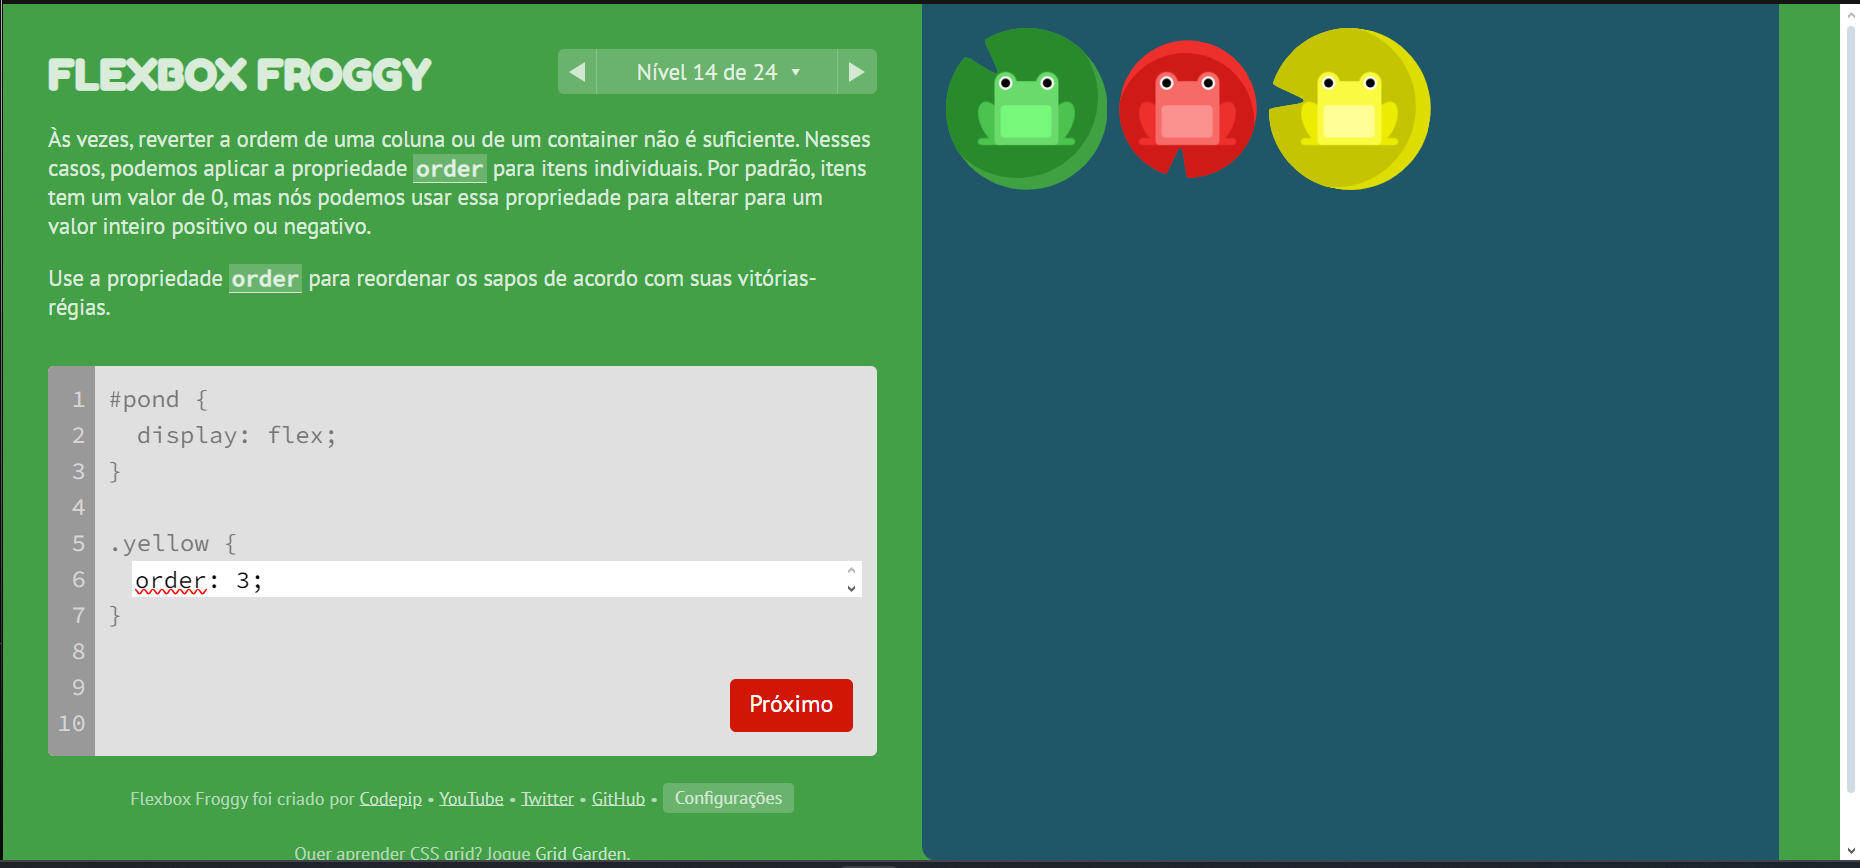 FLEXBOX FROGGY
Nível 14 de 24
Às vezes, reverter a ordem de uma coluna ou de um container não é suficiente. Nesses
casos, podemos aplicar a propriedade order para itens individuais. Por padrão, itens
tem um valor de 0, mas nós podemos usar essa propriedade para alterar para um
valor inteiro positivo ou negativo.
Use a propriedade order para reordenar os sapos de acordo com suas vitórias-
régias.
1 #pond {
2 display: flex;
3 }
4
5 .yellow {
6 order: 3;
7 }
8
9
10
Próximo
Flexbox Froggy foi criado por Codepip • YouTube • Twitter • GitHub • Configurações
Quer aprender CSS grid? Jogue Grid Garden.